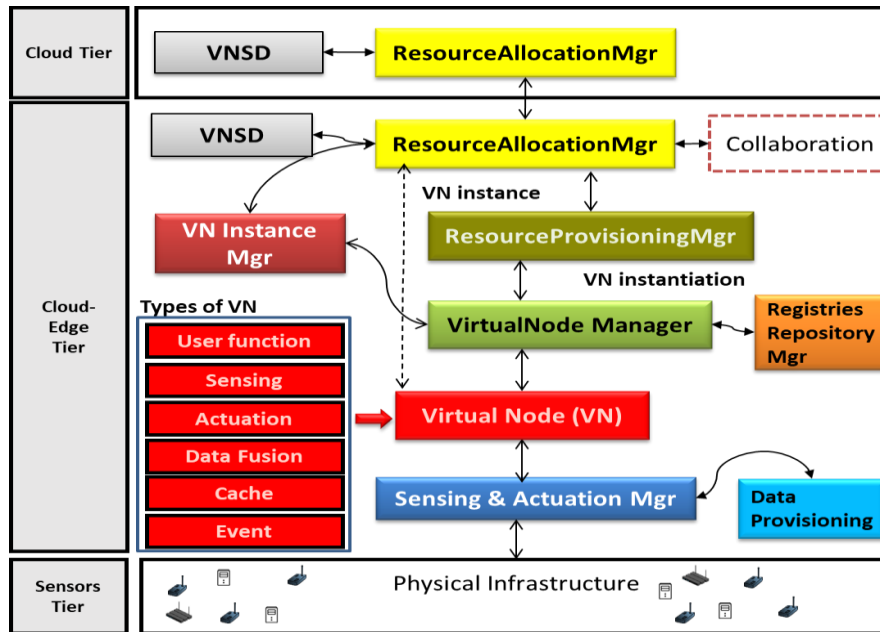 Cloud Tier
VNSD
ResourceAllocationMgr
VNSD
ResourceAllocationMgr
Collaboration
VN instance
VN Instance
Mgr
ResourceProvisioningMgr
VN instantiation
Cloud-
Edge
Tier
Types of VN
User function
Sensing
Actuation
Data Fusion
Cache
Event
VirtualNode Manager
Registries
Repository
Mgr
Virtual Node (VN)
Sensing & Actuation Mgr
Data
Provisioning
Sensors
Tier
Physical Infrastructure